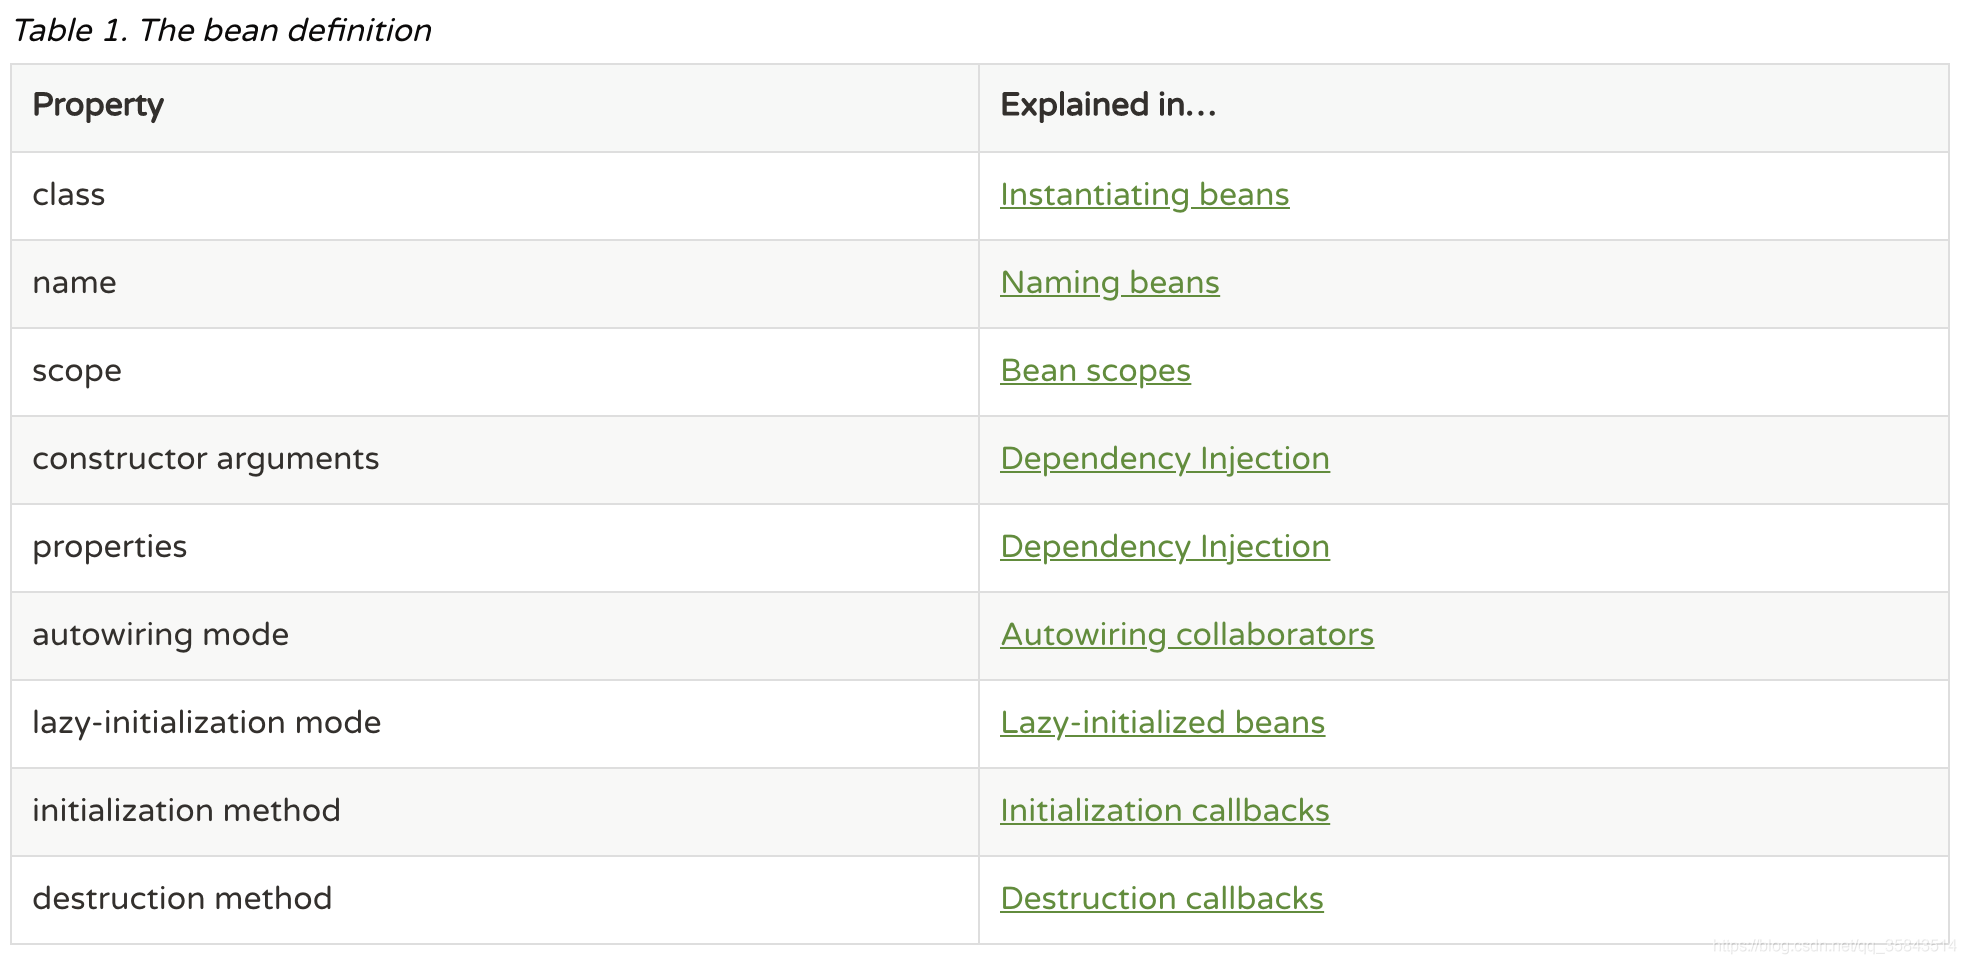 Table 1. The bean definition
Property Explained in…
class Instantiating beans
name Naming beans
scope Bean scopes
constructor arguments Dependency Injection
properties Dependency Injection
autowiring mode Autowiring collaborators
lazy-initialization mode Lazy-initialized beans
initialization method Initialization callbacks
destruction method Destruction callbacks
https://blog.csdn.net/qq_35843514